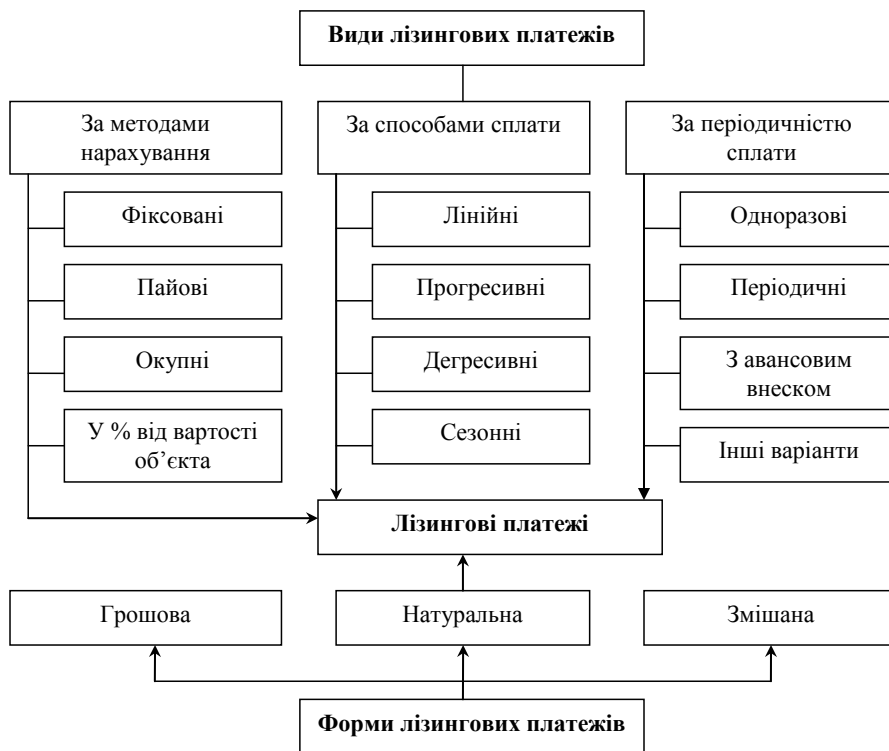 Види лізингових платежів
За методами
нарахування
За способами сплати
За періодичністю
сплати
Фіксовані
Лінійні
Одноразові
Пайові
Прогресивні
Періодичні
Окупні
Дегресивні
З авансовим
внеском
У % від вартості
об’єкта
Сезонні
Інші варіанти
Лізингові платежі
Грошова
Натуральна
Змішана
Форми лізингових платежів